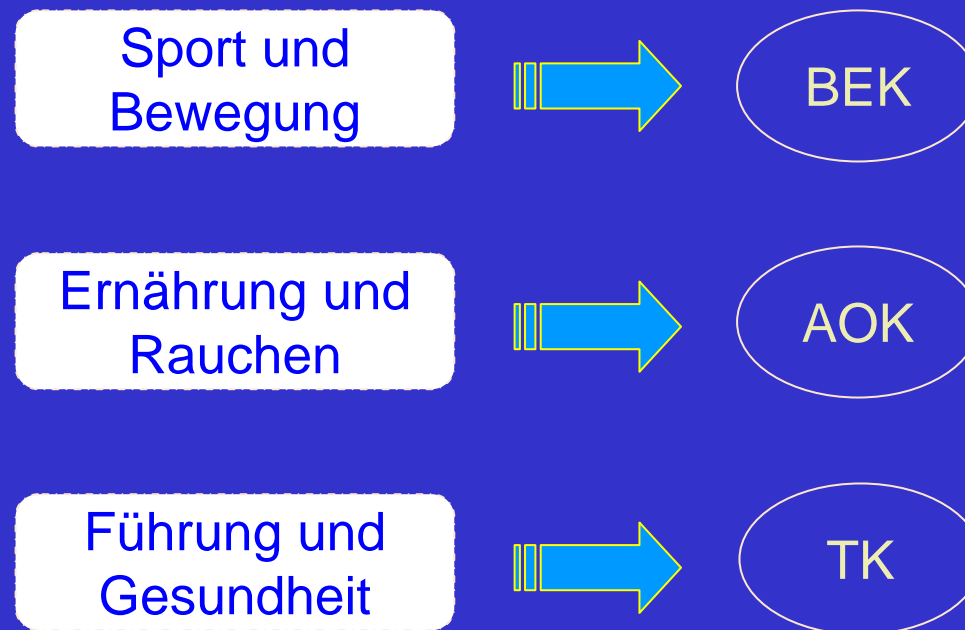 Sport und
Bewegung
BEK
Ernährung und
Rauchen
AOK
Führung und
Gesundheit
TK